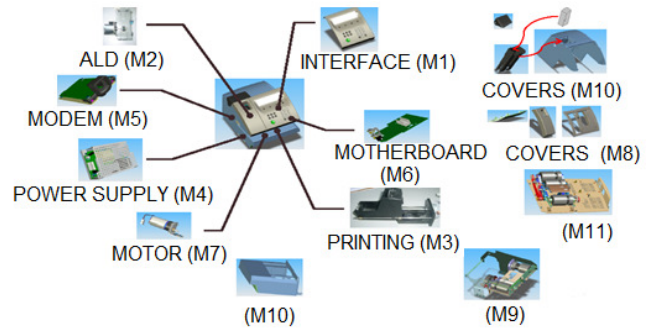 ALD (M2)
INTERFACE (M1)
COVERS (M10)
MODEM (M5)
MOTHERBOARD
(M6)
COVERS (M8)
POWER SUPPLY (M4)
MOTOR (M7)
PRINTING (M3)
(M11)
(M10)
(M9)